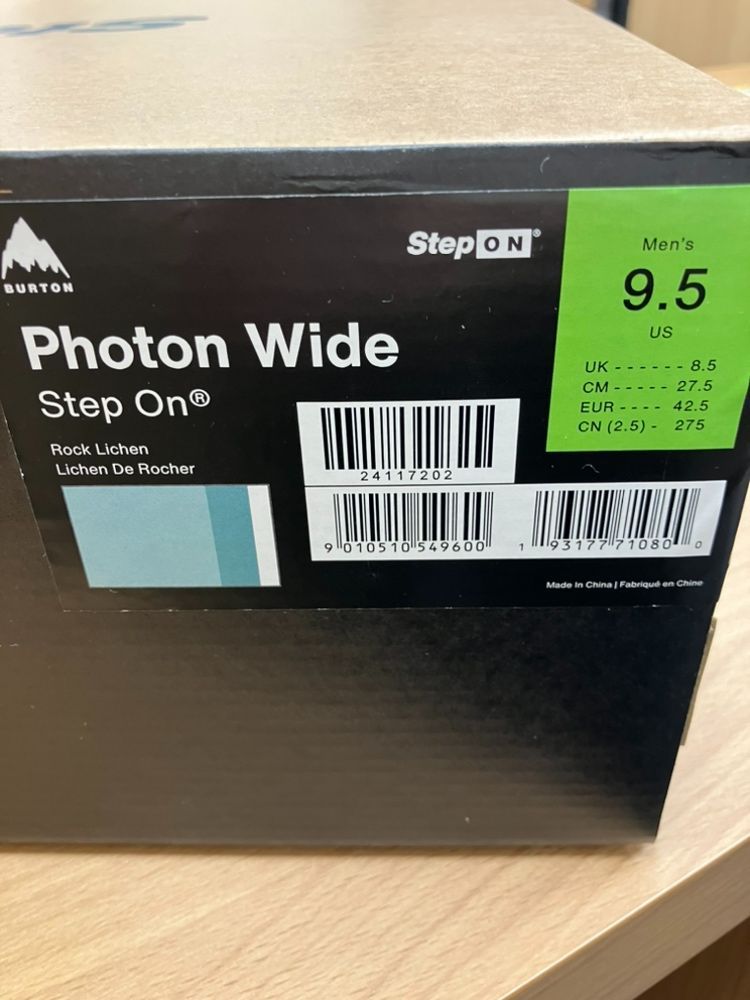 BURTON
StepON®
Photon Wide
Step On®
Rock Lichen
Lichen De Rocher
24117202
9 010510 549600
1 93177 71080 0
Made In China | Fabriqué en Chine
Men's
9.5
US
UK - - - - - - 8.5
CM - - - - - 27.5
EUR - - - - 42.5
CN (2.5) - 275